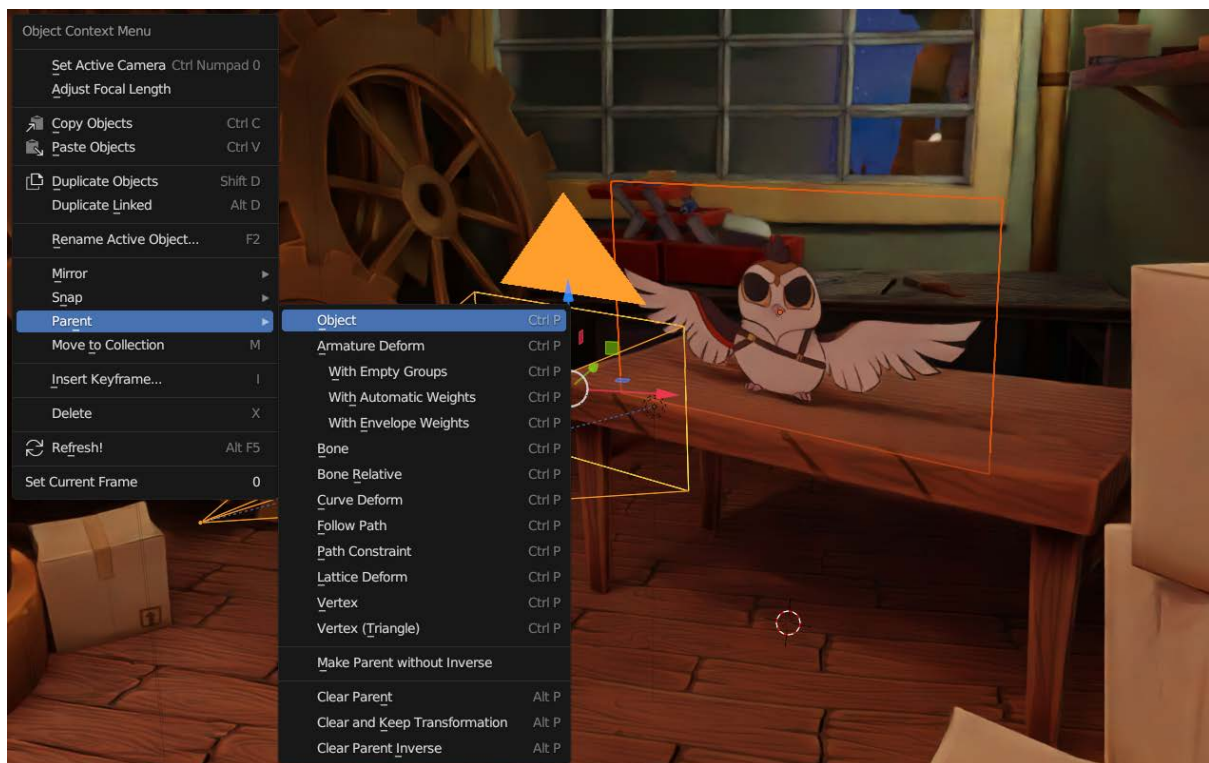 Object Context Menu
Set Active Camera Ctrl Numpad 0
Adjust Focal Length
Copy Objects Ctrl C
Paste Objects Ctrl V
Duplicate Objects Shift D
Duplicate Linked Alt D
Rename Active Object... F2
Mirror
Snap
Parent
Move to Collection M
Insert Keyframe... I
Delete X
Refresh! Alt F5
Set Current Frame 0
Object Ctrl P
Armature Deform Ctrl P
With Empty Groups Ctrl P
With Automatic Weights Ctrl P
With Envelope Weights Ctrl P
Bone Ctrl P
Bone Relative Ctrl P
Curve Deform Ctrl P
Follow Path Ctrl P
Path Constraint Ctrl P
Lattice Deform Ctrl P
Vertex Ctrl P
Vertex (Triangle) Ctrl P
Make Parent without Inverse
Clear Parent Alt P
Clear and Keep Transformation Alt P
Clear Parent Inverse Alt P